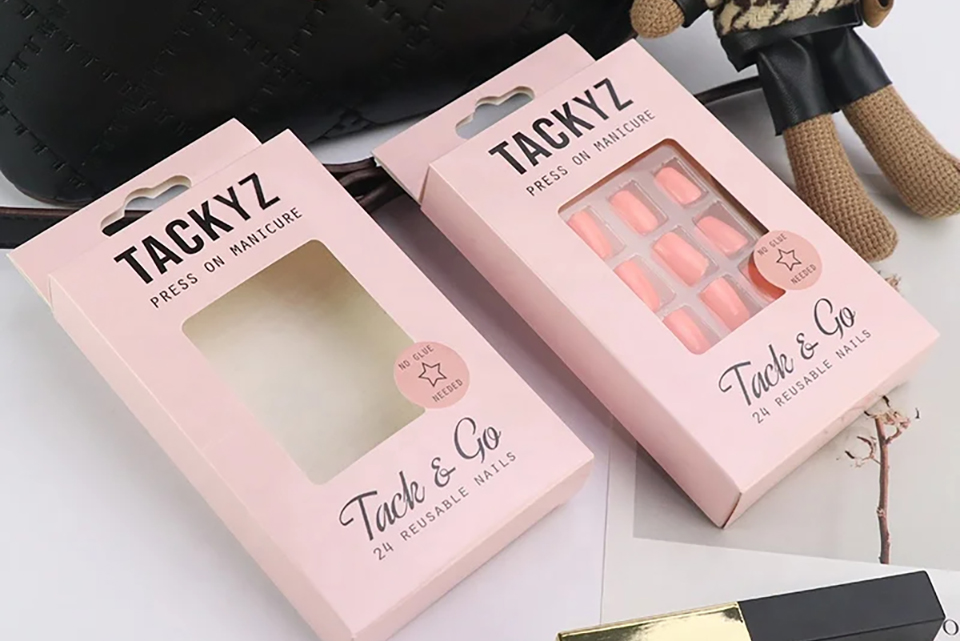 TACKYZ
PRESS ON MANICURE
NO GLUE
NEEDED
Tack & Go
24 REUSABLE NAILS
TACKYZ
PRESS ON MANICURE
NO GLUE
NEEDED
Tack & Go
24 REUSABLE NAILS